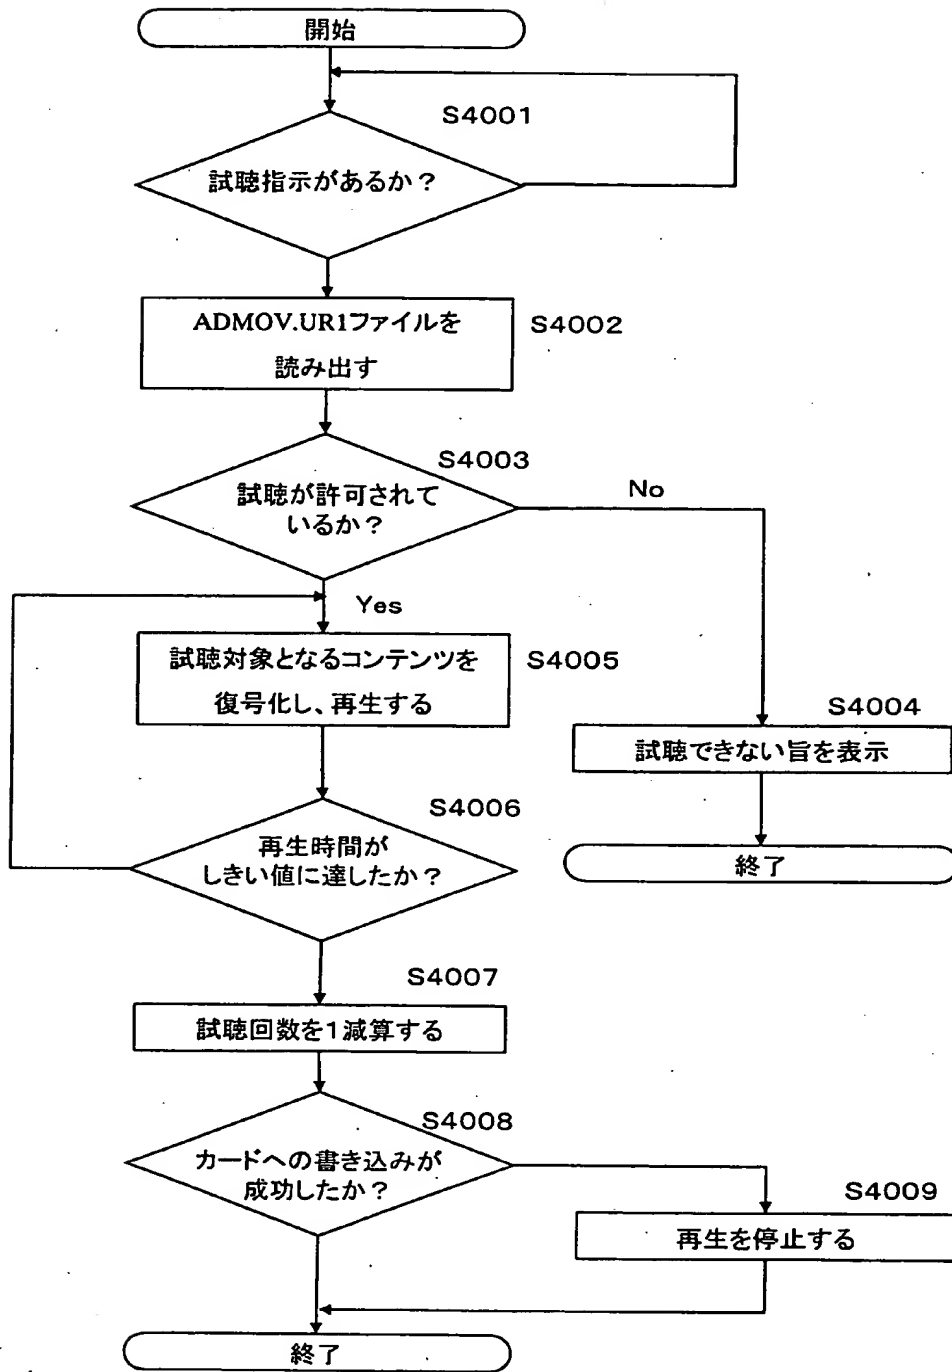 開始
S4001
試聴指示があるか？
ADMOV.UR1ファイルを
読み出す
S4002
S4003
試聴が許可されて
いるか？
No
Yes
試聴対象となるコンテンツを
復号化し、再生する
S4005
S4004
試聴できない旨を表示
S4006
再生時間が
しきい値に達したか？
終了
S4007
試聴回数を1減算する
S4008
カードへの書き込みが
成功したか？
S4009
再生を停止する
終了